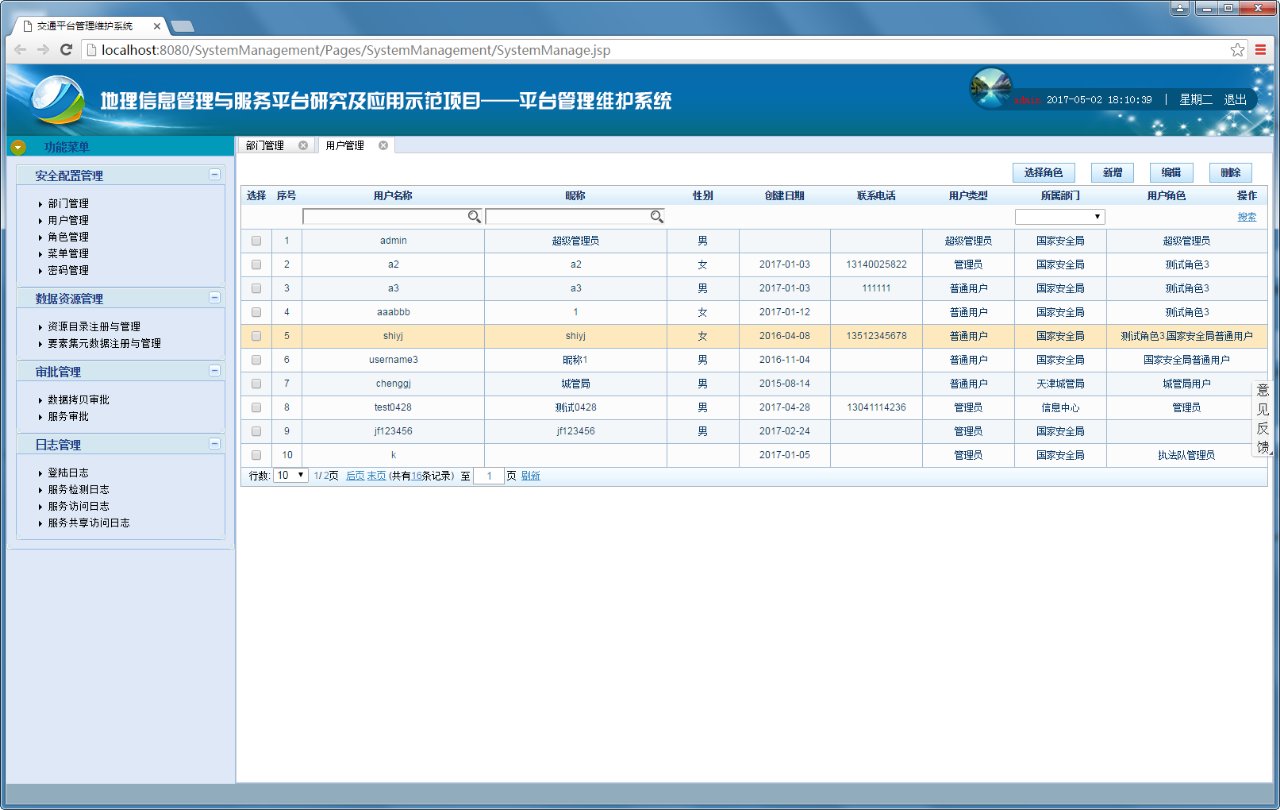 交通平台管理维护系统
localhost:8080/SystemManagement/Pages/SystemManagement/SystemManage.jsp
地理信息管理与服务平台研究及应用示范项目——平台管理维护系统
admin 2017-05-02 18:10:39 | 星期二 退出
功能菜单
安全配置管理
部门管理
用户管理
角色管理
菜单管理
密码管理
数据资源管理
资源目录注册与管理
要素集元数据注册与管理
审批管理
数据拷贝审批
服务审批
日志管理
登陆日志
服务检测日志
服务访问日志
服务共享访问日志
部门管理 用户管理
选择角色 新增 编辑 删除
选择 序号 用户名称 昵称 性别 创建日期 联系电话 用户类型 所属部门 用户角色 操作
搜索
1 admin 超级管理员 男 超级管理员 国家安全局 超级管理员
2 a2 a2 女 2017-01-03 13140025822 管理员 国家安全局 测试角色3
3 a3 a3 男 2017-01-03 111111 普通用户 国家安全局 测试角色3
4 aaabbb 1 女 2017-01-12 普通用户 国家安全局 测试角色3
5 shiyj shiyj 女 2016-04-08 13512345678 普通用户 国家安全局 测试角色3,国家安全局普通用户
6 username3 昵称1 男 2016-11-04 普通用户 国家安全局 国家安全局普通用户
7 chenggj 城管局 男 2015-08-14 普通用户 天津城管局 城管局用户
8 test0428 测试0428 男 2017-04-28 13041114236 管理员 信息中心 管理员
9 jf123456 jf123456 男 2017-02-24 管理员 国家安全局
10 k 2017-01-05 管理员 国家安全局 执法队管理员
行数: 10 1/2页 后页 末页 (共有16条记录) 至 1 页 刷新
意见反馈